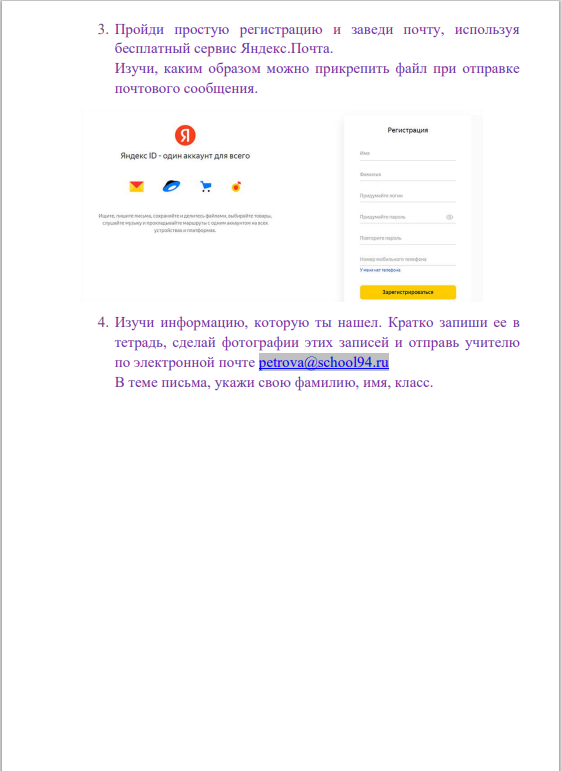 3. Пройди простую регистрацию и заведи почту, используя
бесплатный сервис Яндекс.Почта.
Изучи, каким образом можно прикрепить файл при отправке
почтового сообщения.
Я
Яндекс ID - один аккаунт для всего
Ищите, пишите письма, сохраняйте и делитесь файлами, выбирайте товары,
слушайте музыку и прокладывайте маршруты с одним аккаунтом на всех
устройствах и платформах.
Регистрация
Имя
Фамилия
Придумайте логин
Придумайте пароль
Повторите пароль
Номер мобильного телефона
У меня нет телефона
Зарегистрироваться
4. Изучи информацию, которую ты нашел. Кратко запиши ее в
тетрадь, сделай фотографии этих записей и отправь учителю
по электронной почте petrova@school94.ru
В теме письма, укажи свою фамилию, имя, класс.